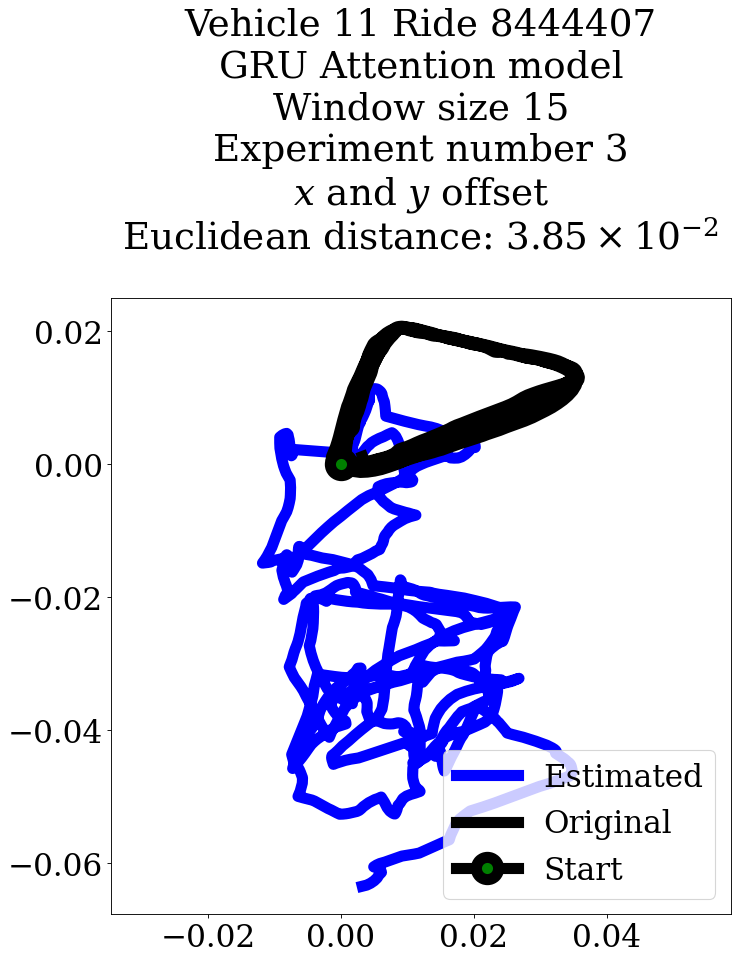 Vehicle 11 Ride 8444407
GRU Attention model
Window size 15
Experiment number 3
x and y offset
Euclidean distance: 3.85 × 10⁻²
0.02
0.00
−0.02
−0.04
−0.06
Estimated
Original
Start
−0.02 0.00 0.02 0.04